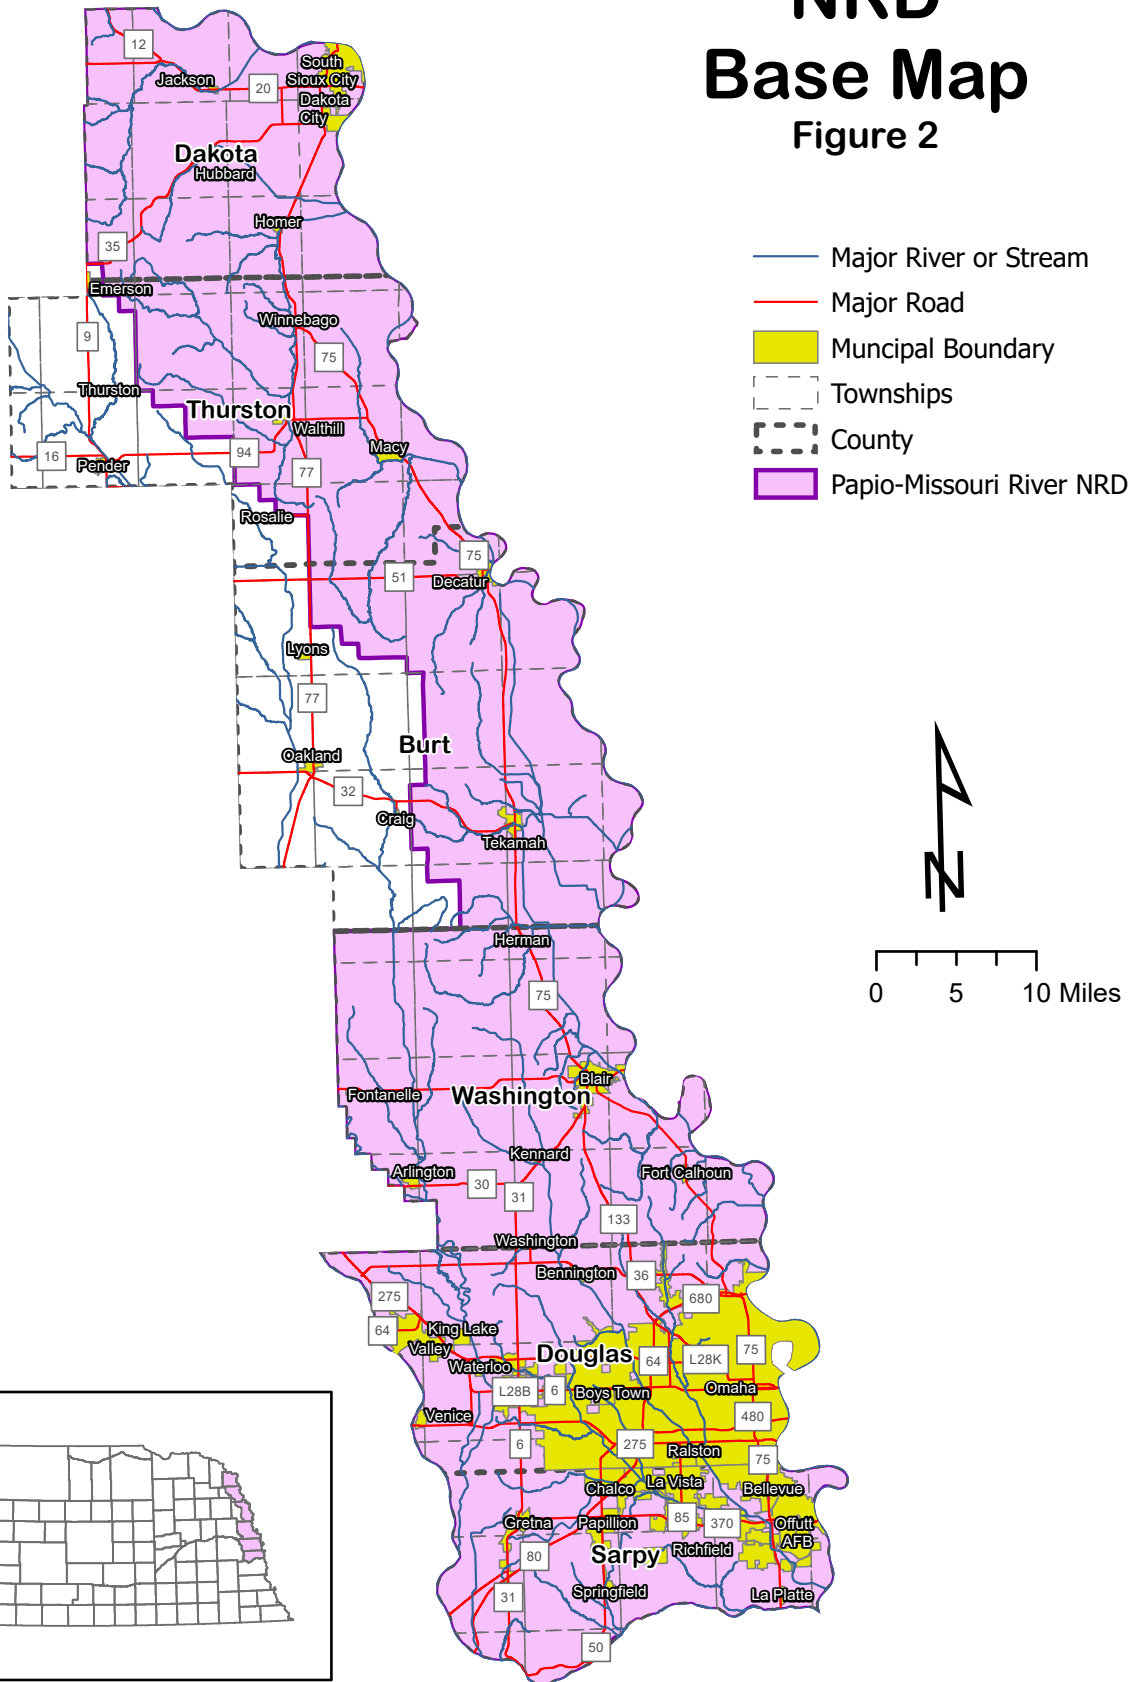 NRD
Base Map
Figure 2
Major River or Stream
Major Road
Muncipal Boundary
Townships
County
Papio-Missouri River NRD
0 5 10 Miles
N
12
South
Sioux City
Jackson
20
Dakota
City
Dakota
Hubbard
Homer
35
Emerson
Winnebago
9
75
Thurston
Thurston
Walthill
Macy
16
Pender
94
77
Rosalie
75
51
Decatur
Lyons
77
Burt
Oakland
32
Craig
Tekamah
Herman
75
Blair
Fontanelle
Washington
Kennard
Arlington
Fort Calhoun
30
31
133
Washington
Bennington
36
275
680
64
King Lake
Valley
Douglas
75
Waterloo
64
L28K
L28B
6
Boys Town
Omaha
Venice
480
6
275
Ralston
75
Chalco
La Vista
Bellevue
Gretna
Papillion
85
370
Offutt
AFB
80
Sarpy
Richfield
31
Springfield
La Platte
50